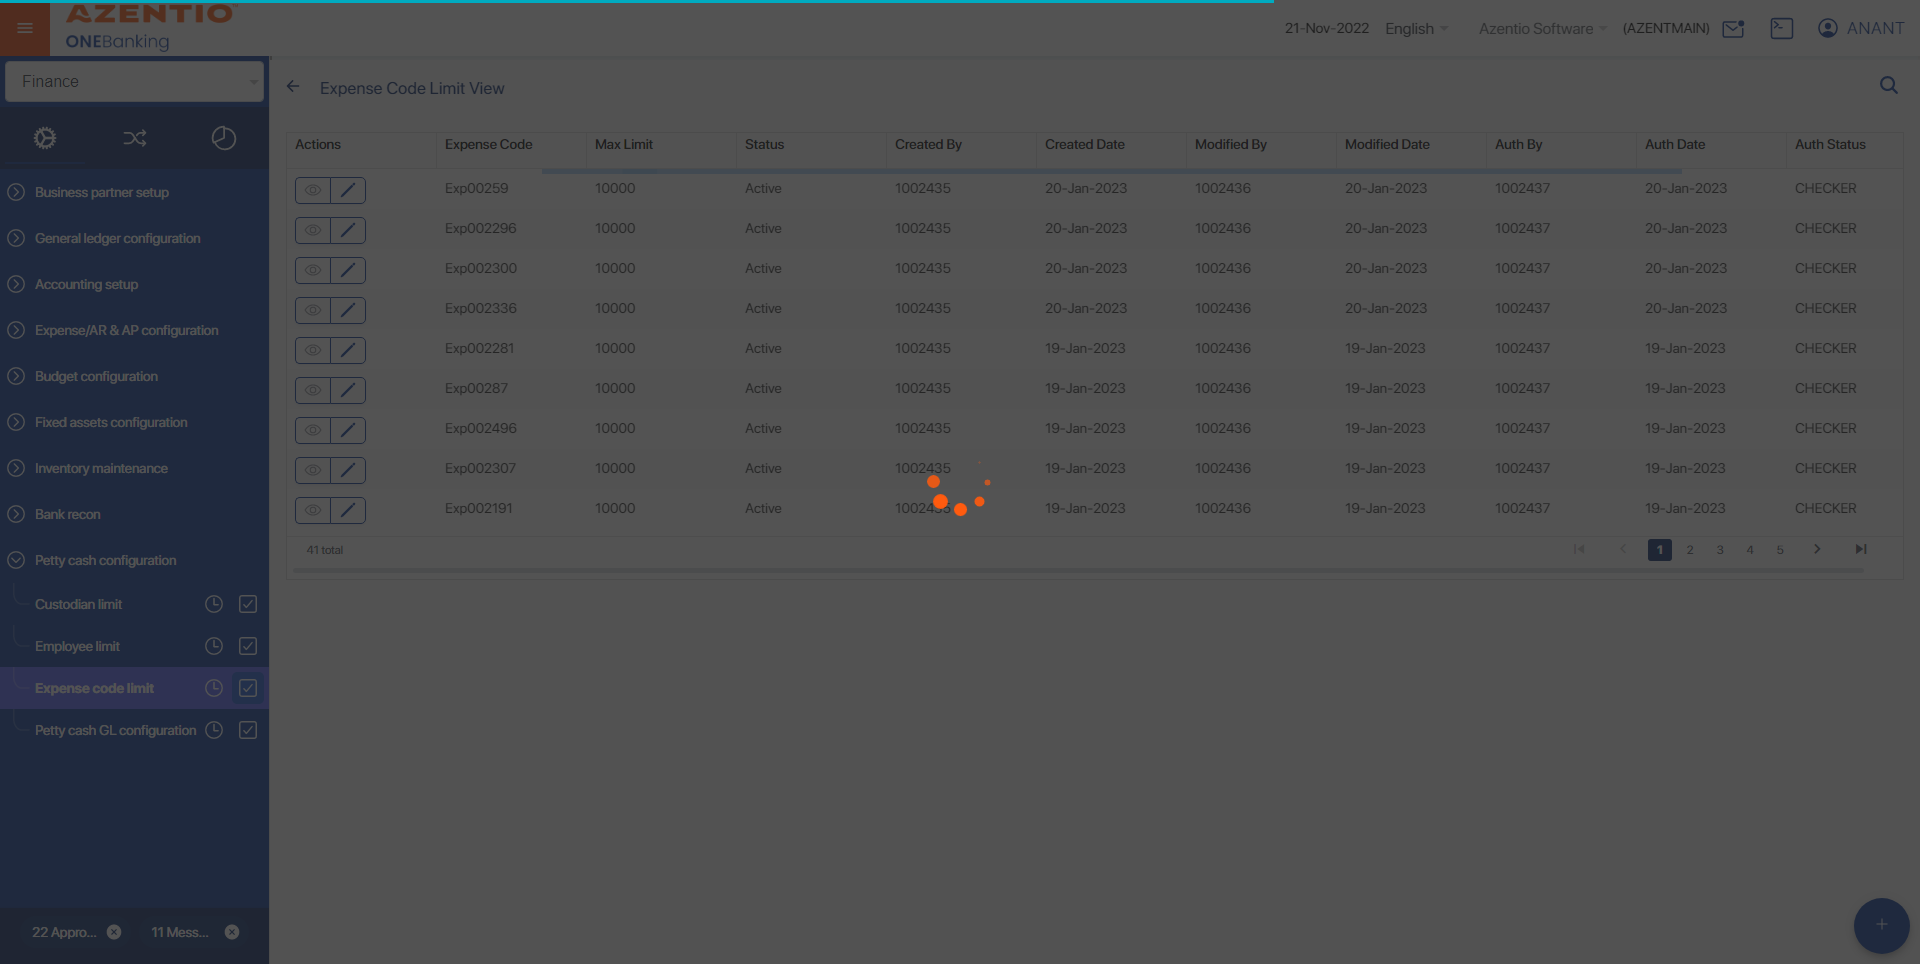 AZENTIO
ONEBanking
21-Nov-2022 English Azentio Software (AZENTMAIN) ANANT
Finance
Business partner setup
General ledger configuration
Accounting setup
Expense/AR & AP configuration
Budget configuration
Fixed assets configuration
Inventory maintenance
Bank recon
Petty cash configuration
Custodian limit
Employee limit
Expense code limit
Petty cash GL configuration
22 Appro...
11 Mess...
Expense Code Limit View
Actions Expense Code Max Limit Status Created By Created Date Modified By Modified Date Auth By Auth Date Auth Status
Exp00259 10000 Active 1002435 20-Jan-2023 1002436 20-Jan-2023 1002437 20-Jan-2023 CHECKER
Exp002296 10000 Active 1002435 20-Jan-2023 1002436 20-Jan-2023 1002437 20-Jan-2023 CHECKER
Exp002300 10000 Active 1002435 20-Jan-2023 1002436 20-Jan-2023 1002437 20-Jan-2023 CHECKER
Exp002336 10000 Active 1002435 20-Jan-2023 1002436 20-Jan-2023 1002437 20-Jan-2023 CHECKER
Exp002281 10000 Active 1002435 19-Jan-2023 1002436 19-Jan-2023 1002437 19-Jan-2023 CHECKER
Exp00287 10000 Active 1002435 19-Jan-2023 1002436 19-Jan-2023 1002437 19-Jan-2023 CHECKER
Exp002496 10000 Active 1002435 19-Jan-2023 1002436 19-Jan-2023 1002437 19-Jan-2023 CHECKER
Exp002307 10000 Active 1002435 19-Jan-2023 1002436 19-Jan-2023 1002437 19-Jan-2023 CHECKER
Exp002191 10000 Active 1002435 19-Jan-2023 1002436 19-Jan-2023 1002437 19-Jan-2023 CHECKER
41 total 1 2 3 4 5